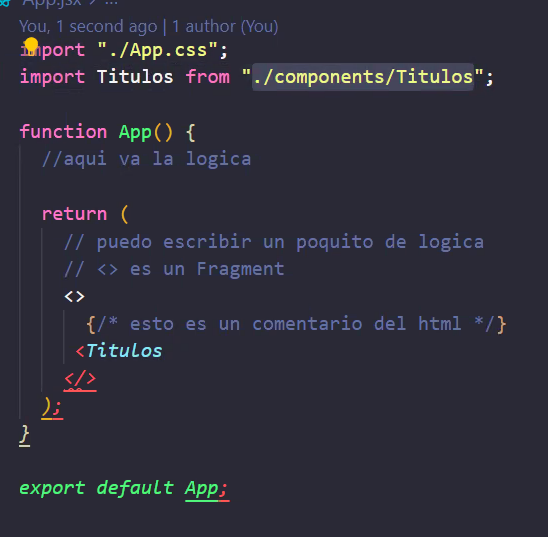 App.jsx > ...
You, 1 second ago | 1 author (You)
import "./App.css";
import Titulos from "./components/Titulos";
function App() {
//aqui va la logica
return (
// puedo escribir un poquito de logica
// <> es un Fragment
<>
{/* esto es un comentario del html */}
<Titulos
</>
);
}
export default App;